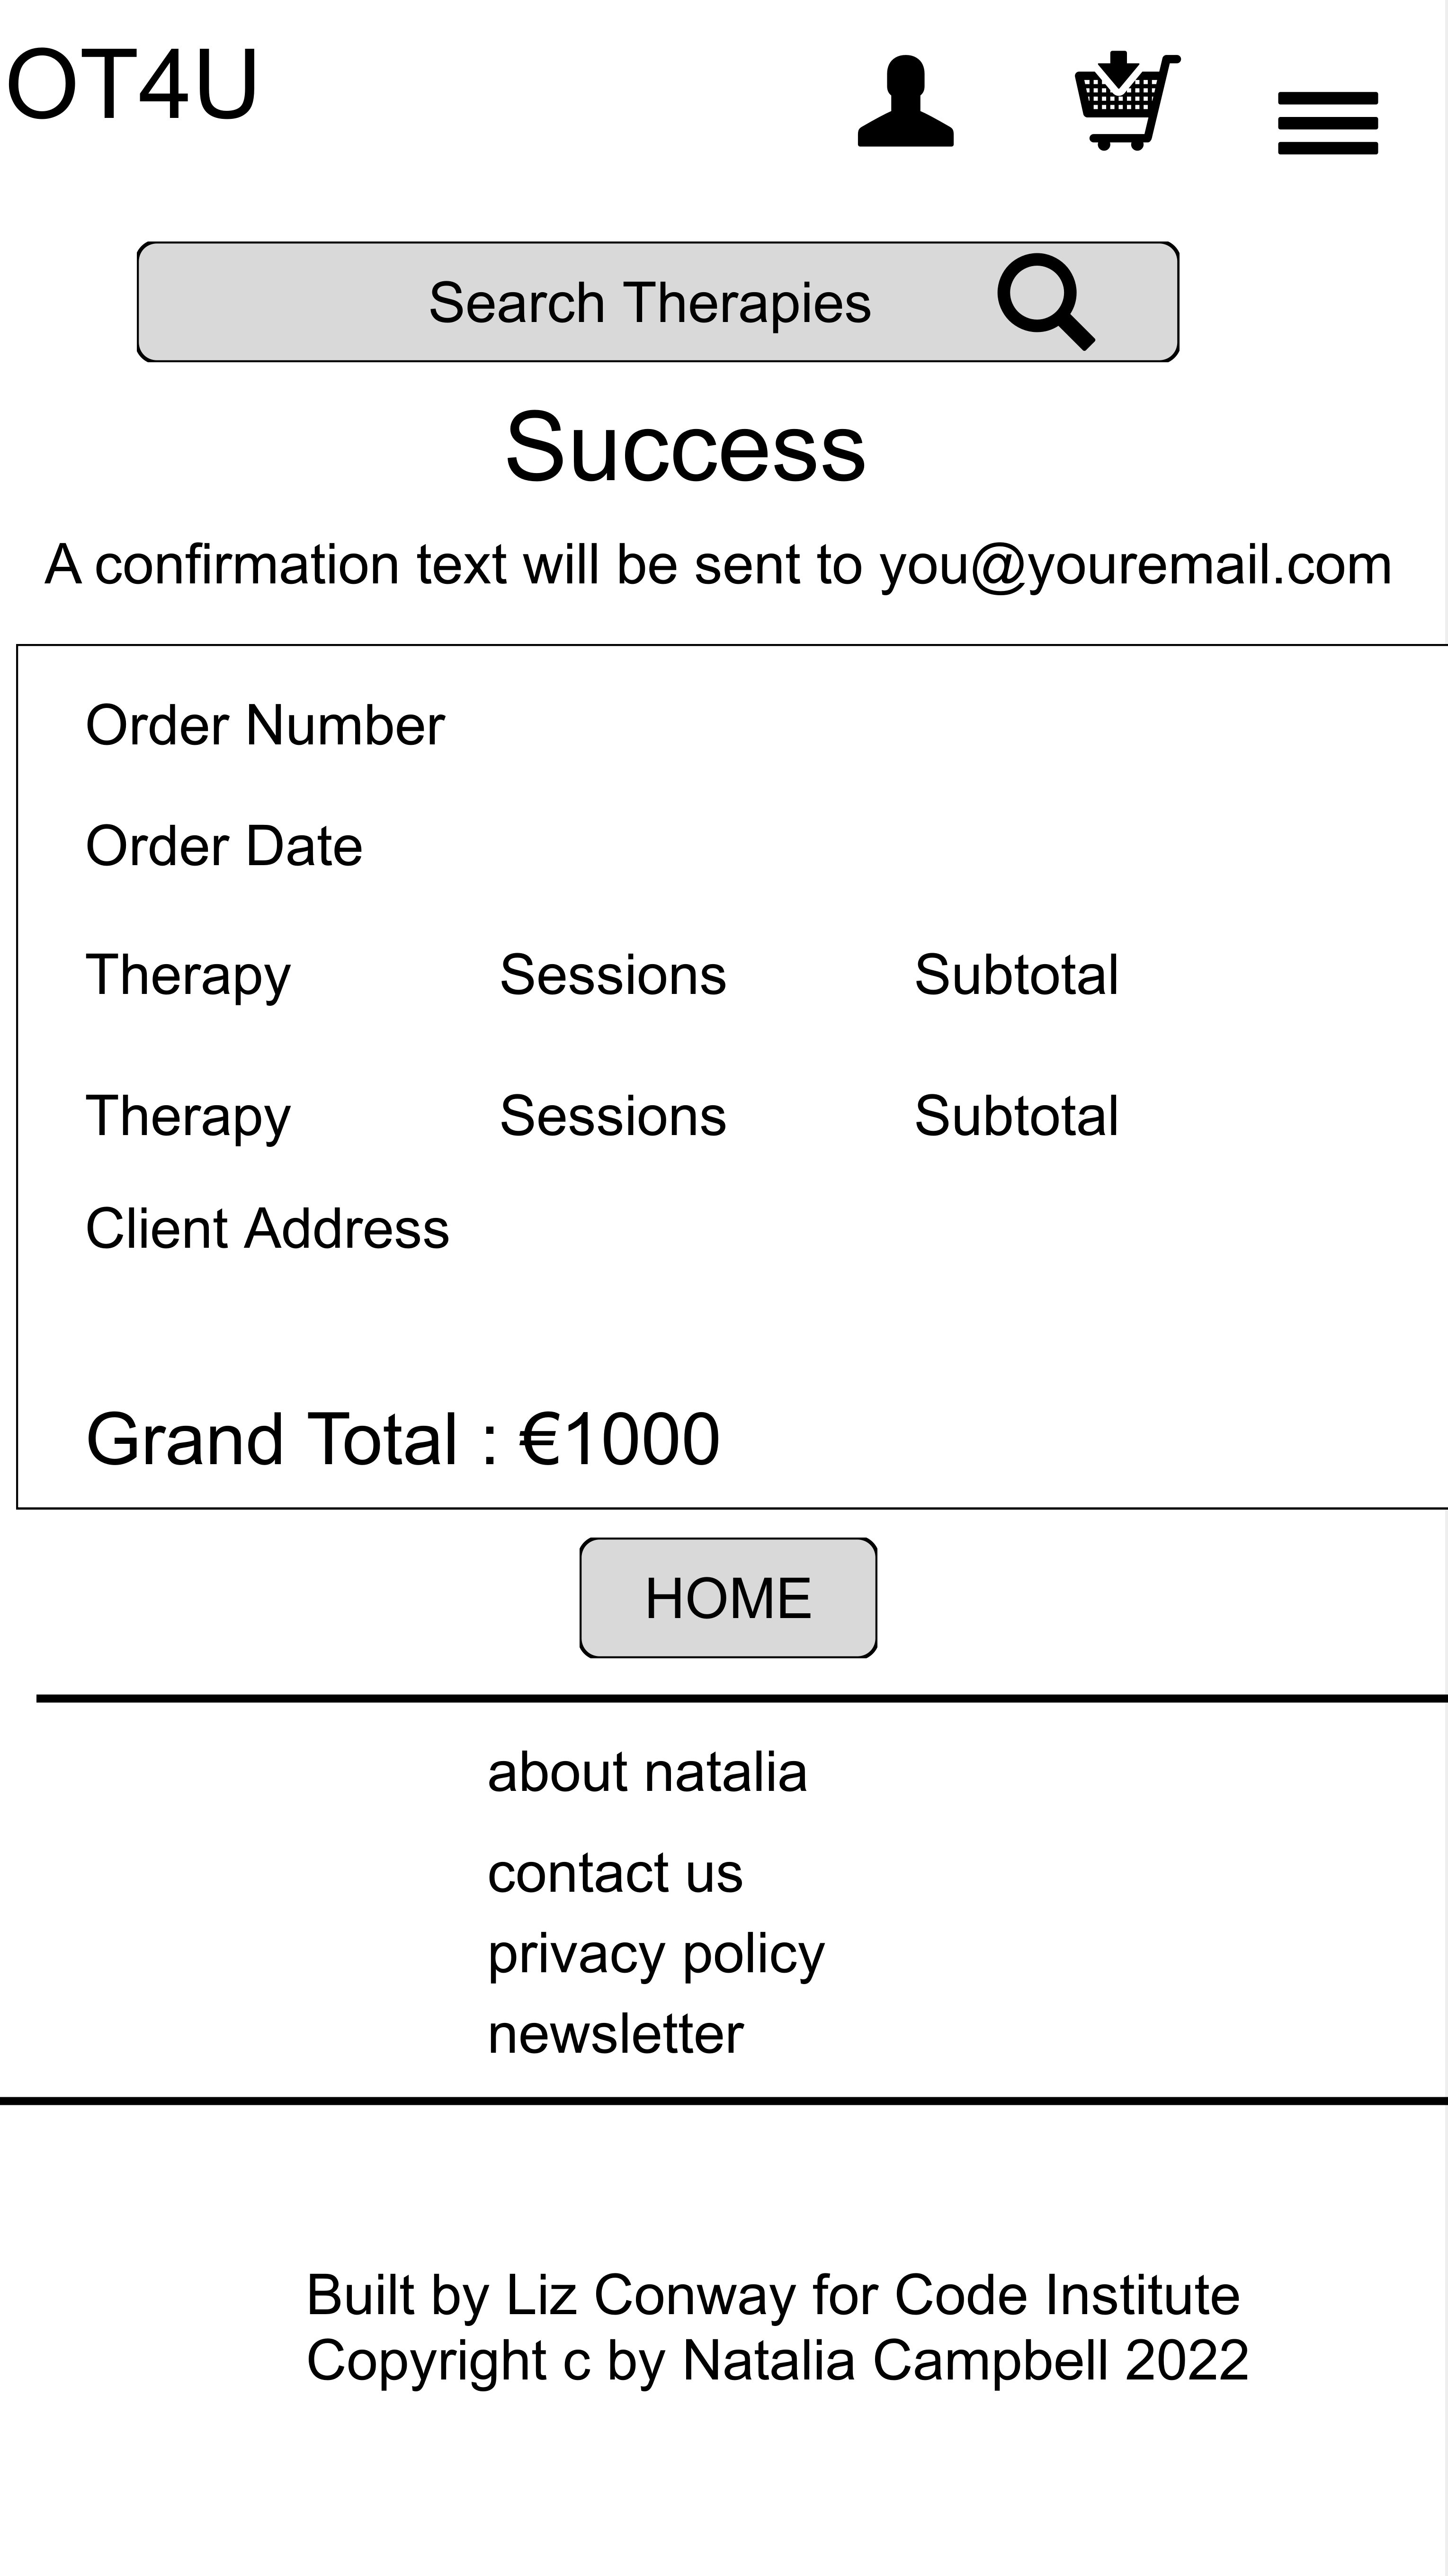 OT4U
Search Therapies
Success
A confirmation text will be sent to you@youremail.com
Order Number
Order Date
Therapy Sessions Subtotal
Therapy Sessions Subtotal
Client Address
Grand Total : €1000
HOME
about natalia
contact us
privacy policy
newsletter
Built by Liz Conway for Code Institute
Copyright c by Natalia Campbell 2022